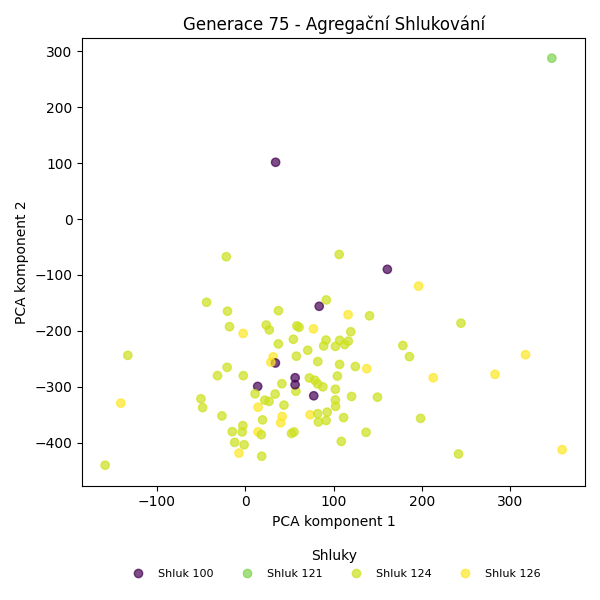 Generace 75 - Agregační Shlukování
PCA komponent 2
300
200
100
0
−100
−200
−300
−400
−100 0 100 200 300
PCA komponent 1
Shluky
Shluk 100 Shluk 121 Shluk 124 Shluk 126